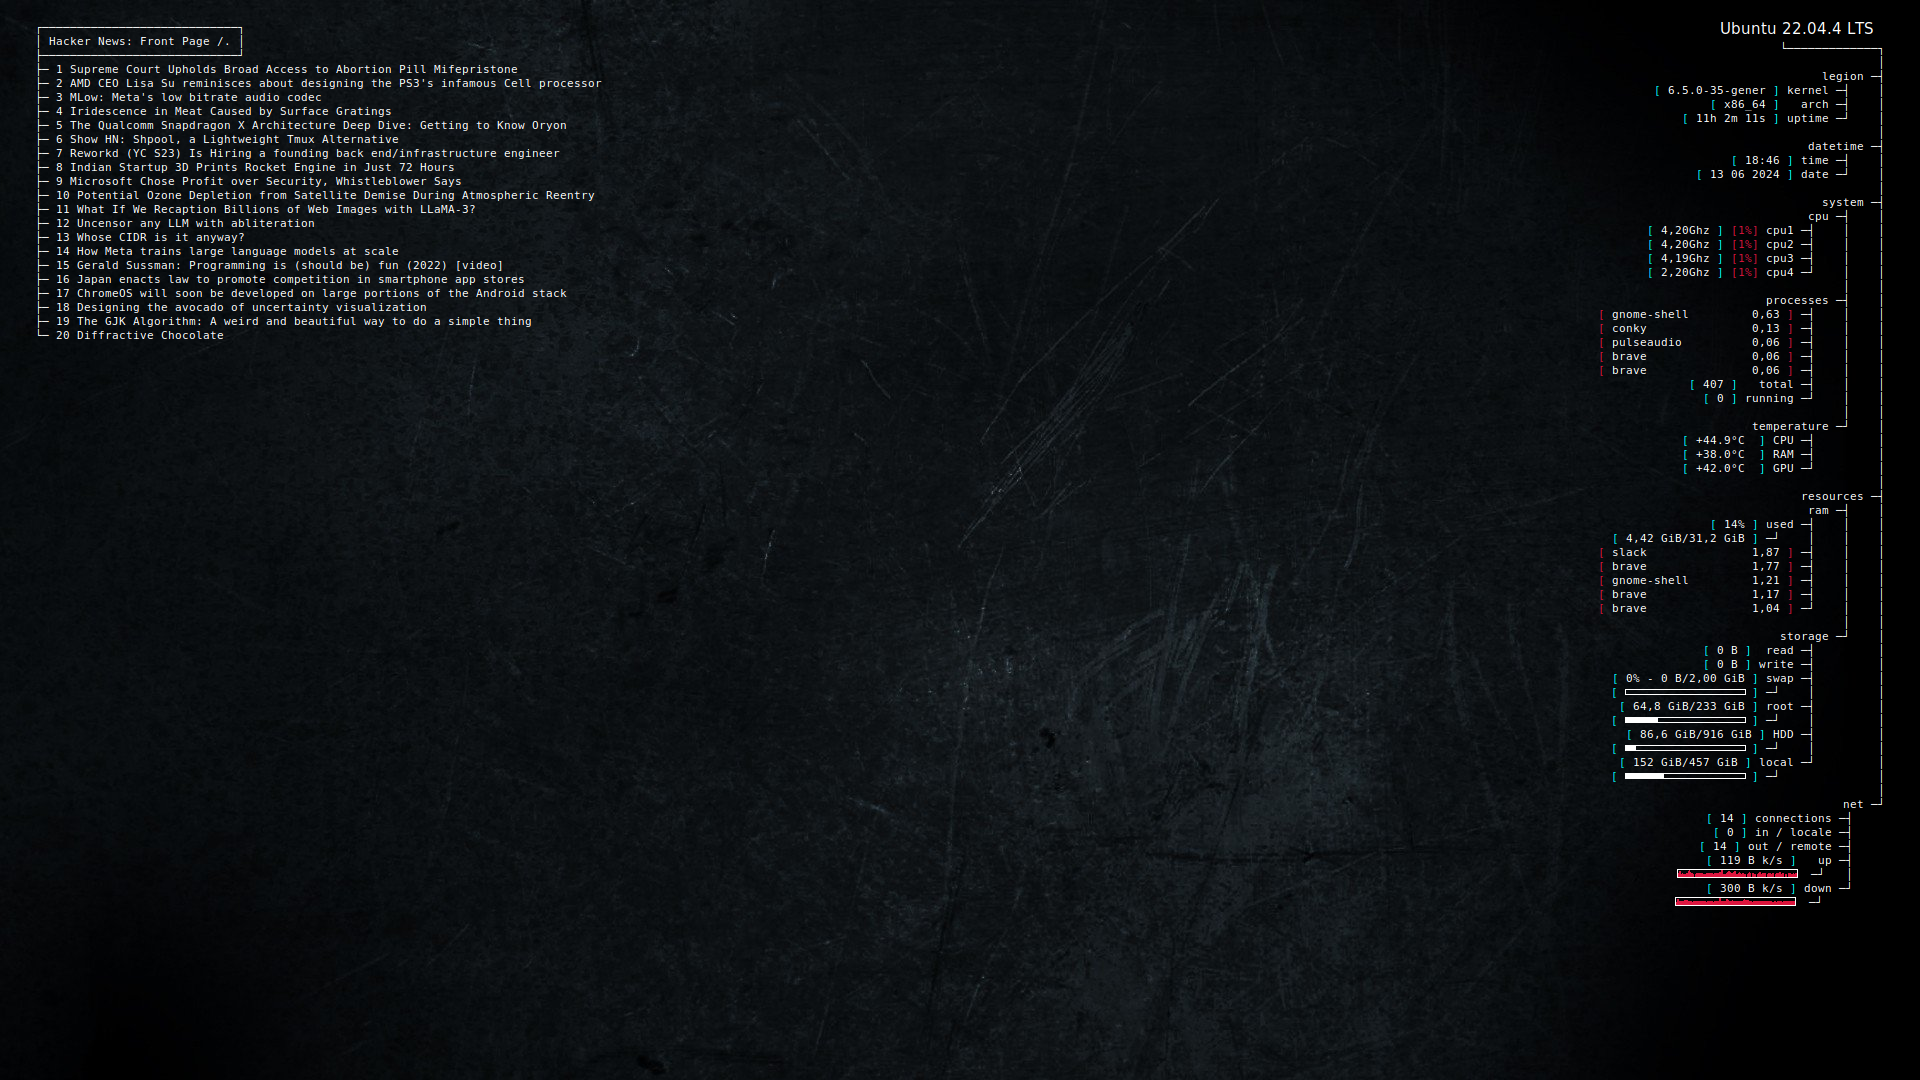 Hacker News: Front Page /.
1 Supreme Court Upholds Broad Access to Abortion Pill Mifepristone
2 AMD CEO Lisa Su reminisces about designing the PS3's infamous Cell processor
3 MLow: Meta's low bitrate audio codec
4 Iridescence in Meat Caused by Surface Gratings
5 The Qualcomm Snapdragon X Architecture Deep Dive: Getting to Know Oryon
6 Show HN: Shpool, a Lightweight Tmux Alternative
7 Reworkd (YC S23) Is Hiring a founding back end/infrastructure engineer
8 Indian Startup 3D Prints Rocket Engine in Just 72 Hours
9 Microsoft Chose Profit over Security, Whistleblower Says
10 Potential Ozone Depletion from Satellite Demise During Atmospheric Reentry
11 What If We Recaption Billions of Web Images with LLaMA-3?
12 Uncensor any LLM with abliteration
13 Whose CIDR is it anyway?
14 How Meta trains large language models at scale
15 Gerald Sussman: Programming is (should be) fun (2022) [video]
16 Japan enacts law to promote competition in smartphone app stores
17 ChromeOS will soon be developed on large portions of the Android stack
18 Designing the avocado of uncertainty visualization
19 The GJK Algorithm: A weird and beautiful way to do a simple thing
20 Diffractive Chocolate
Ubuntu 22.04.4 LTS
legion
[ 6.5.0-35-gener ] kernel
[ x86_64 ] arch
[ 11h 2m 11s ] uptime
datetime
[ 18:46 ] time
[ 13 06 2024 ] date
system
cpu
[ 4,20Ghz ] [1%] cpu1
[ 4,20Ghz ] [1%] cpu2
[ 4,19Ghz ] [1%] cpu3
[ 2,20Ghz ] [1%] cpu4
processes
[ gnome-shell 0,63 ]
[ conky 0,13 ]
[ pulseaudio 0,06 ]
[ brave 0,06 ]
[ brave 0,06 ]
[ 407 ] total
[ 0 ] running
temperature
[ +44.9°C ] CPU
[ +38.0°C ] RAM
[ +42.0°C ] GPU
resources
ram
[ 14% ] used
[ 4,42 GiB/31,2 GiB ]
[ slack 1,87 ]
[ brave 1,77 ]
[ gnome-shell 1,21 ]
[ brave 1,17 ]
[ brave 1,04 ]
storage
[ 0 B ] read
[ 0 B ] write
[ 0% - 0 B/2,00 GiB ] swap
[ ]
[ 64,8 GiB/233 GiB ] root
[ ]
[ 86,6 GiB/916 GiB ] HDD
[ ]
[ 152 GiB/457 GiB ] local
[ ]
net
[ 14 ] connections
[ 0 ] in / locale
[ 14 ] out / remote
[ 119 B k/s ] up
[ 300 B k/s ] down